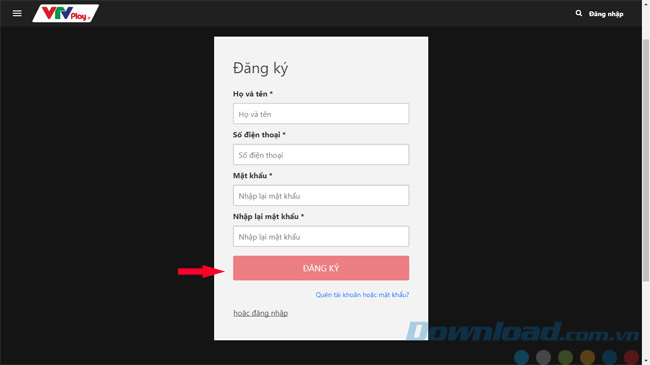 VTV Play
Đăng nhập
Đăng ký
Họ và tên *
Họ và tên
Số điện thoại *
Số điện thoại
Mật khẩu *
Nhập lại mật khẩu
Nhập lại mật khẩu *
Nhập lại mật khẩu
ĐĂNG KÝ
Quên tài khoản hoặc mật khẩu?
hoặc đăng nhập
Download.com.vn